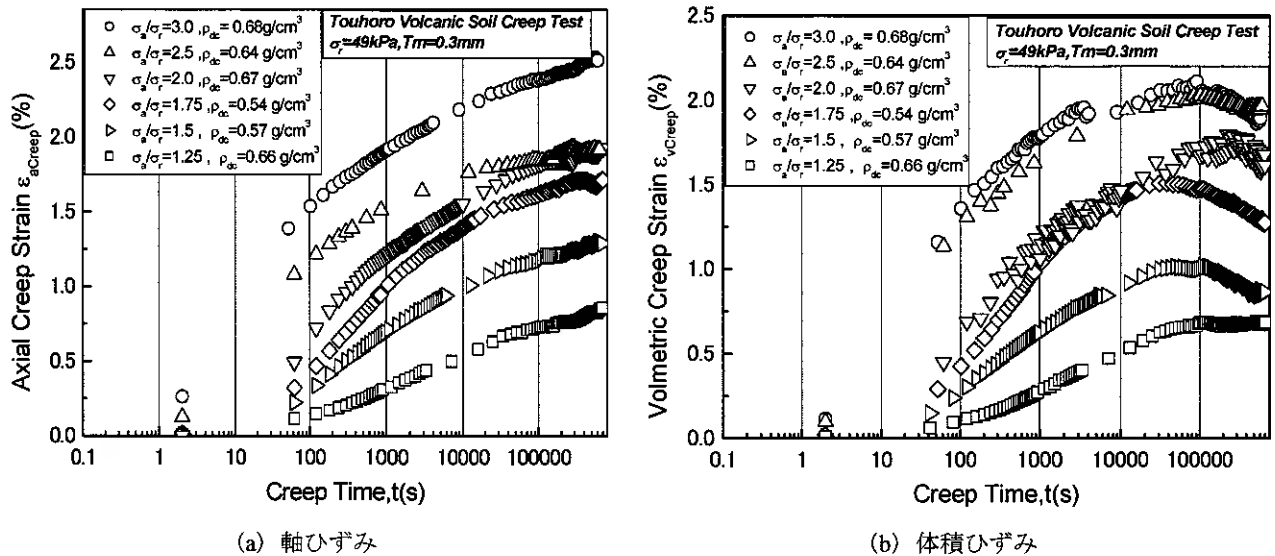 (a)
Touhoro Volcanic Soil Creep Test
σr=49kPa,Tm=0.3mm
σa/σr=3.0 ,ρdc= 0.68g/cm³
σa/σr=2.5 ,ρdc=0.64 g/cm³
σa/σr=2.0 ,ρdc=0.67 g/cm³
σa/σr=1.75 ,ρdc=0.54 g/cm³
σa/σr=1.5 , ρdc=0.57 g/cm³
σa/σr=1.25 , ρdc=0.66 g/cm³
Axial Creep Strain εaCreep(%)
2.5
2.0
1.5
1.0
0.5
0.0
0.1 1 10 100 1000 10000 100000
Creep Time,t(s)
(a) 軸ひずみ
(b)
Touhoro Volcanic Soil Creep Test
σr=49kPa,Tm=0.3mm
σa/σr=3.0 ,ρdc= 0.68g/cm³
σa/σr=2.5 ,ρdc=0.64 g/cm³
σa/σr=2.0 ,ρdc=0.67 g/cm³
σa/σr=1.75 ,ρdc=0.54 g/cm³
σa/σr=1.5 , ρdc=0.57 g/cm³
σa/σr=1.25 , ρdc=0.66 g/cm³
Volmetric Creep Strain εvCreep(%)
2.5
2.0
1.5
1.0
0.5
0.0
0.1 1 10 100 1000 10000 100000
Creep Time,t(s)
(b) 体積ひずみ